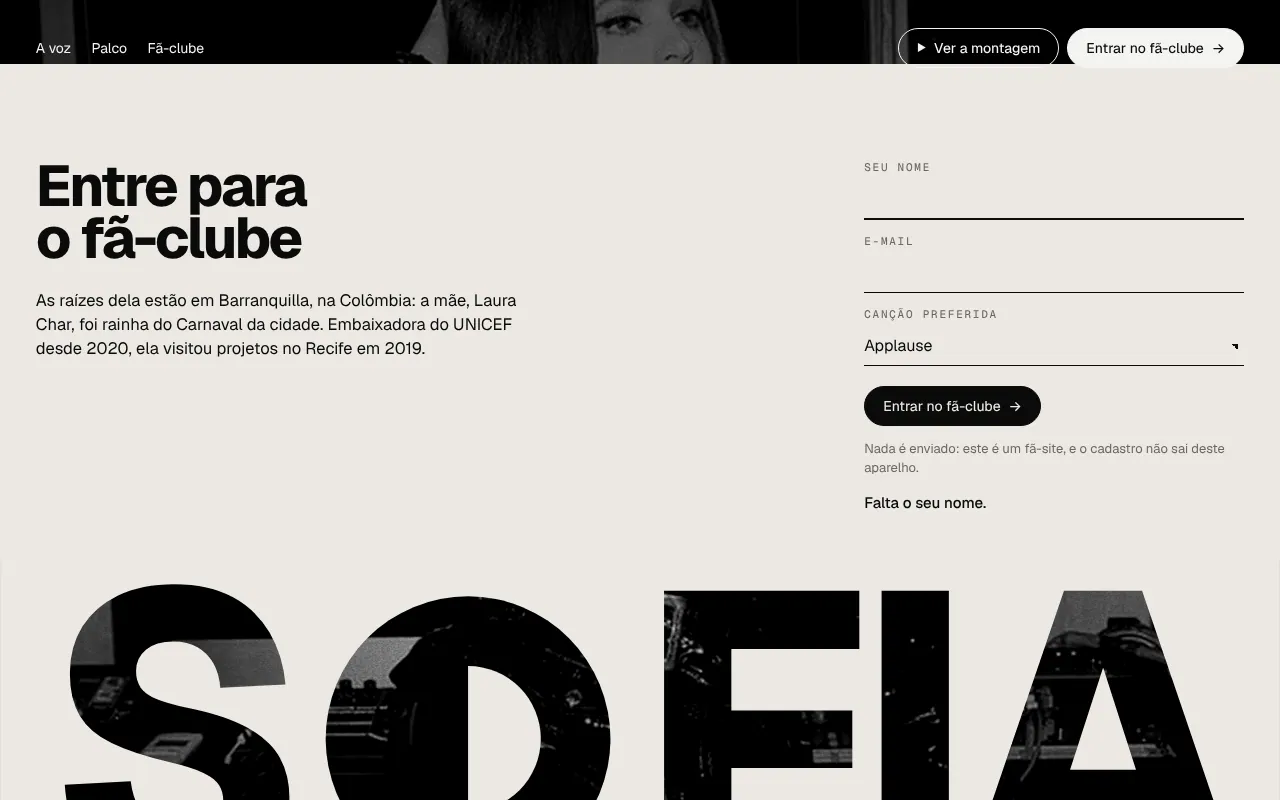 A voz Palco Fã-clube Ver a montagem Entrar no fã-clube →
Entre para
o fã-clube
As raízes dela estão em Barranquilla, na Colômbia: a mãe, Laura
Char, foi rainha do Carnaval da cidade. Embaixadora do UNICEF
desde 2020, ela visitou projetos no Recife em 2019.
SEU NOME
E-MAIL
CANÇÃO PREFERIDA
Applause
Entrar no fã-clube →
Nada é enviado: este é um fã-site, e o cadastro não sai deste
aparelho.
Falta o seu nome.
SOFIA